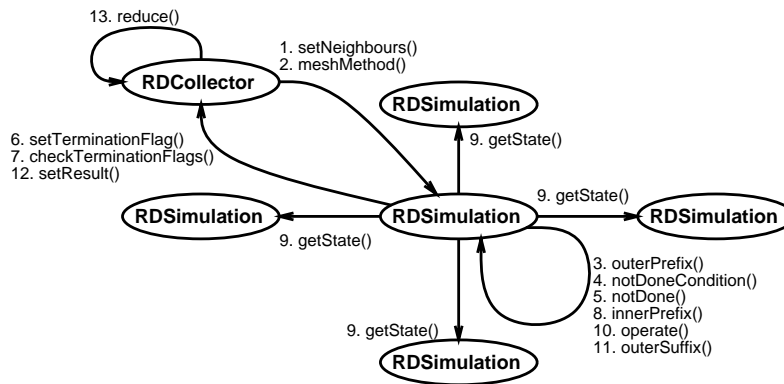 13. reduce()
1. setNeighbours()
2. meshMethod()
RDCollector
RDSimulation
6. setTerminationFlag()
7. checkTerminationFlags()
12. setResult()
9. getState()
9. getState()
RDSimulation
RDSimulation
RDSimulation
9. getState()
3. outerPrefix()
4. notDoneCondition()
5. notDone()
8. innerPrefix()
10. operate()
11. outerSuffix()
9. getState()
RDSimulation